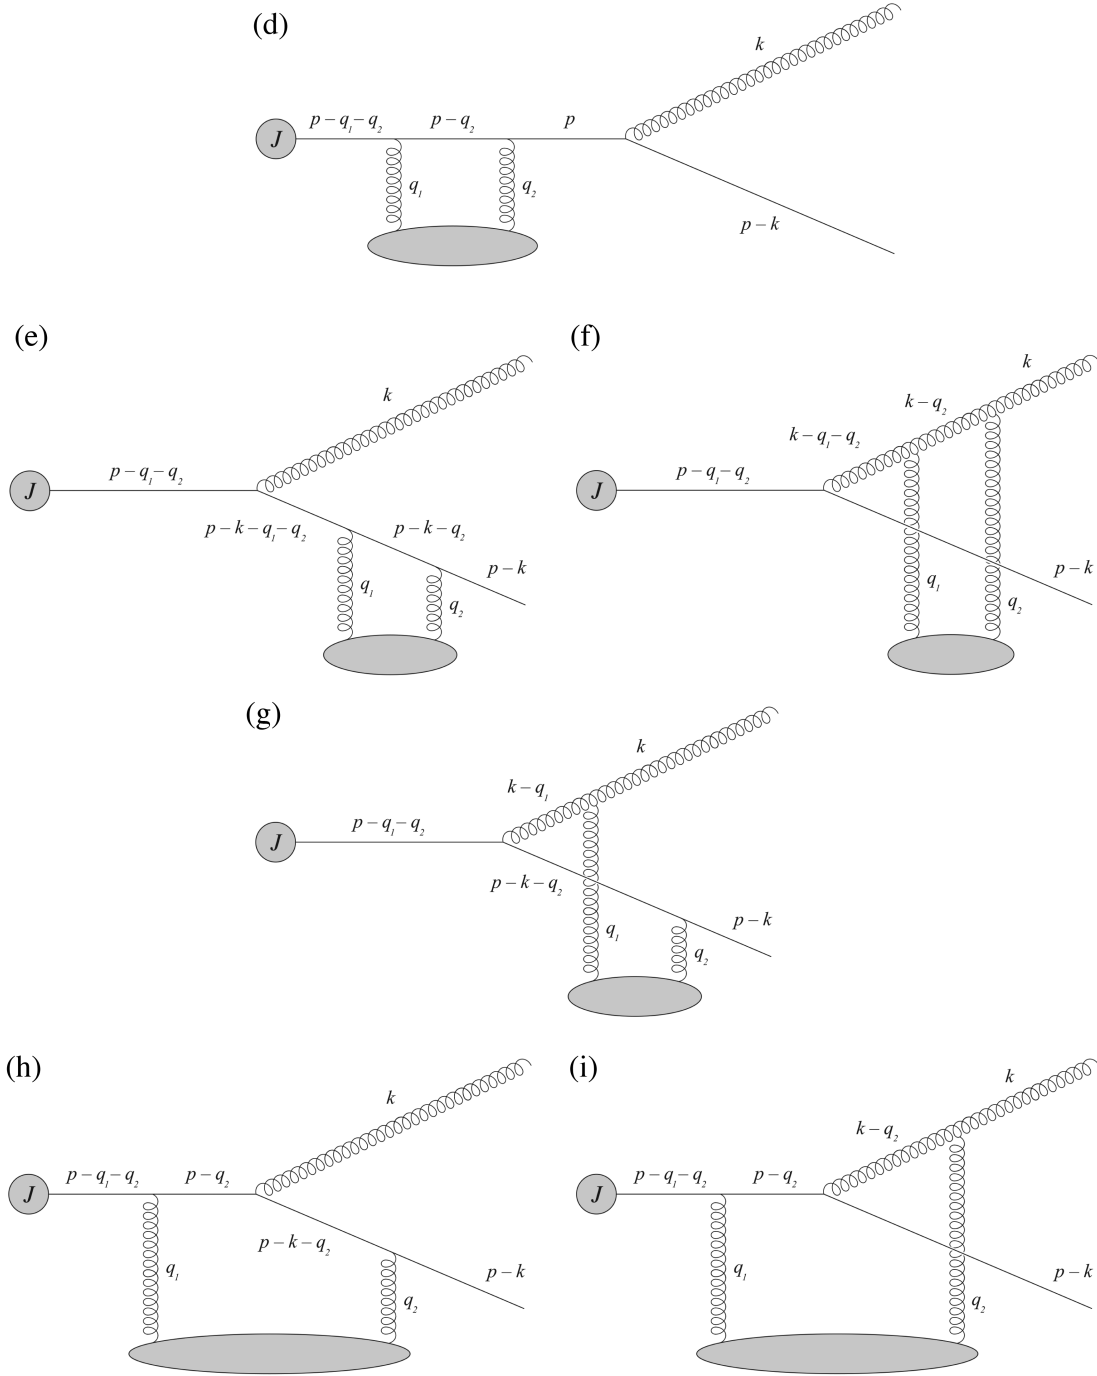 (d)
k
p – q₁– q₂
p – q₂
p
J
q₁
q₂
p – k
(e)
(f)
k
k
k – q₂
k – q₁– q₂
p – q₁– q₂
p – q₁– q₂
J
J
p – k – q₁– q₂
p – k – q₂
p – k
p – k
q₁
q₂
q₁
q₂
(g)
k
k – q₁
p – q₁– q₂
J
p – k – q₂
p – k
q₁
q₂
(h)
(i)
k
k
k – q₂
p – q₁– q₂
p – q₂
p – q₁– q₂
p – q₂
J
J
p – k – q₂
p – k
p – k
q₁
q₂
q₁
q₂